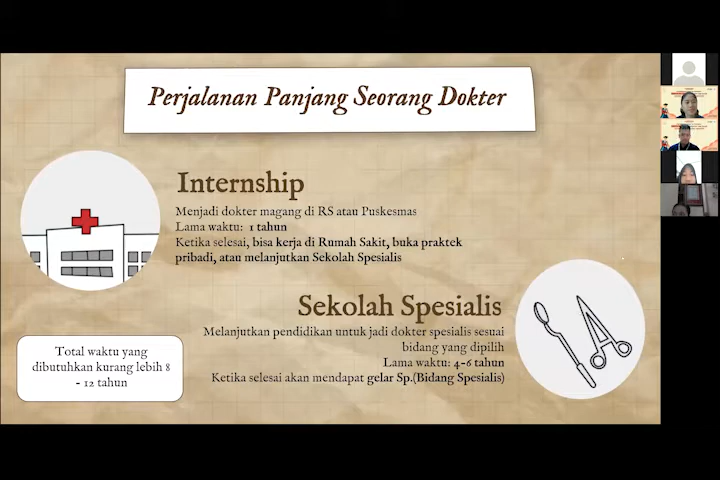 Perjalanan Panjang Seorang Dokter
Internship
Menjadi dokter magang di RS atau Puskesmas
Lama waktu: 1 tahun
Ketika selesai, bisa kerja di Rumah Sakit, buka praktek
pribadi, atau melanjutkan Sekolah Spesialis
Sekolah Spesialis
Melanjutkan pendidikan untuk jadi dokter spesialis sesuai
bidang yang dipilih
Lama waktu: 4-6 tahun
Ketika selesai akan mendapat gelar Sp.(Bidang Spesialis)
Total waktu yang
dibutuhkan kurang lebih 8
- 12 tahun